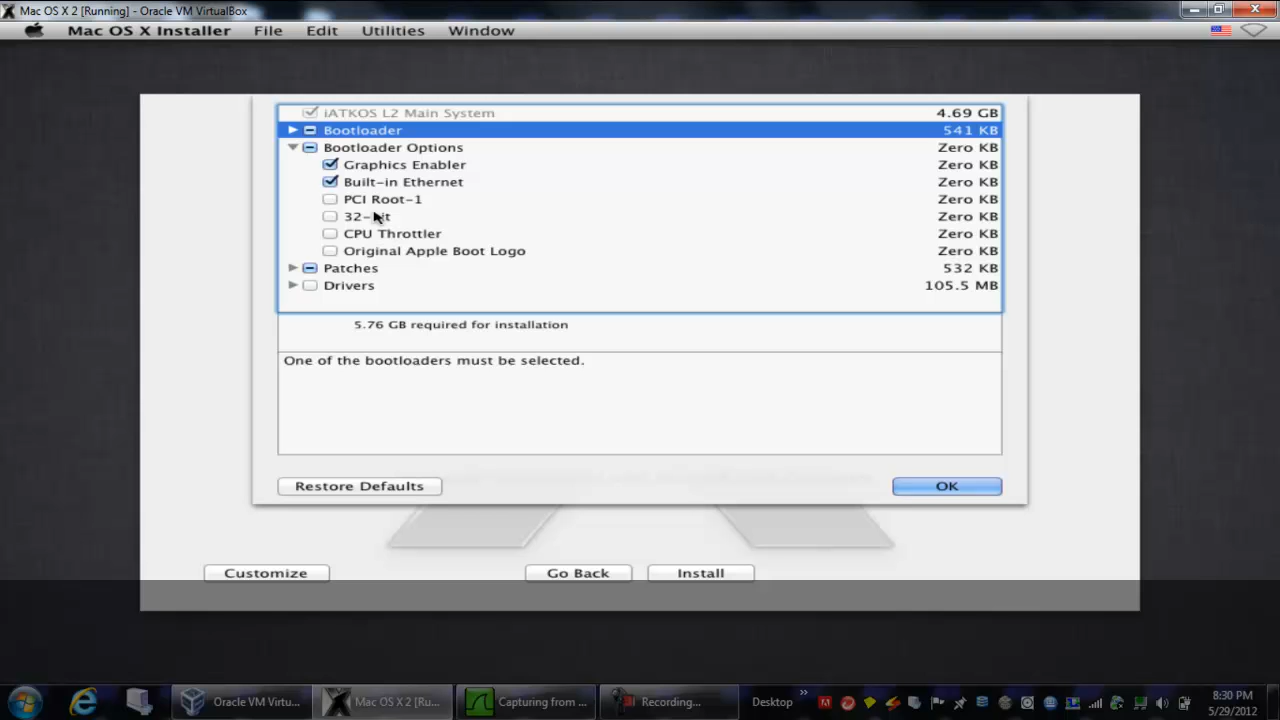 Mac OS X 2 [Running] - Oracle VM VirtualBox
Mac OS X Installer File Edit Utilities Window
iATKOS L2 Main System 4.69 GB
Bootloader 541 KB
Bootloader Options Zero KB
Graphics Enabler Zero KB
Built-in Ethernet Zero KB
PCI Root-1 Zero KB
32-bit Zero KB
CPU Throttler Zero KB
Original Apple Boot Logo Zero KB
Patches 532 KB
Drivers 105.5 MB
5.76 GB required for installation
One of the bootloaders must be selected.
Restore Defaults OK
Customize Go Back Install
Oracle VM Virtu... Mac OS X 2 [Ru... Capturing from ... Recording... Desktop 8:30 PM
5/29/2012